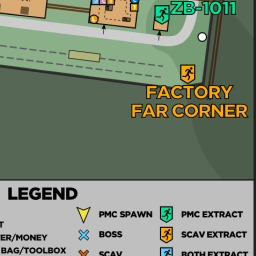 ZB-1011
FACTORY
FAR CORNER
LEGEND
PMC SPAWN
PMC EXTRACT
ER/MONEY
BOSS
SCAV EXTRACT
BAG/TOOLBOX
SCAV
BOTH EXTRACT